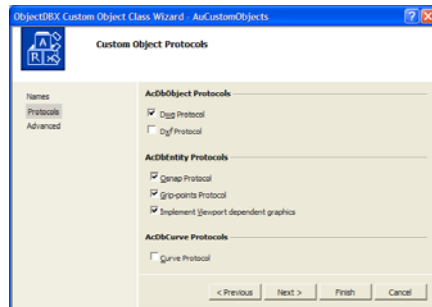 ObjectDBX Custom Object Class Wizard - AuCustomObjects
Custom Object Protocols
Names
Protocols
Advanced
AcDbObject Protocols
Dwg Protocol
Dxf Protocol
AcDbEntity Protocols
Osnap Protocol
Grip-points Protocol
Implement Viewport dependent graphics
AcDbCurve Protocols
Curve Protocol
< Previous
Next >
Finish
Cancel